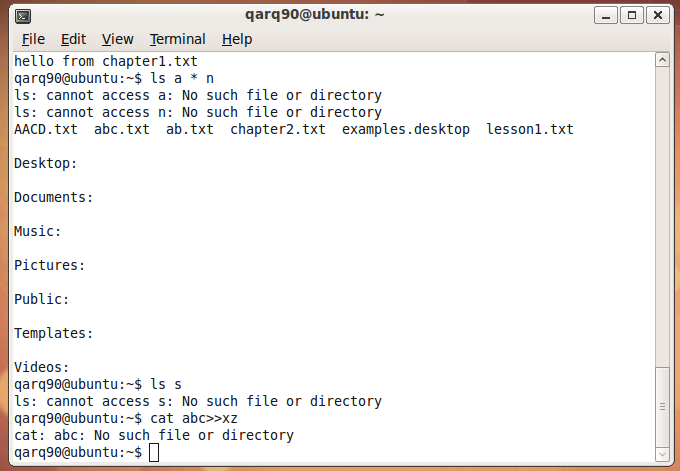 qarq90@ubuntu: ~
File Edit View Terminal Help
hello from chapter1.txt
qarq90@ubuntu:~$ ls a * n
ls: cannot access a: No such file or directory
ls: cannot access n: No such file or directory
AACD.txt  abc.txt  ab.txt  chapter2.txt  examples.desktop  lesson1.txt
Desktop:
Documents:
Music:
Pictures:
Public:
Templates:
Videos:
qarq90@ubuntu:~$ ls s
ls: cannot access s: No such file or directory
qarq90@ubuntu:~$ cat abc>>xz
cat: abc: No such file or directory
qarq90@ubuntu:~$